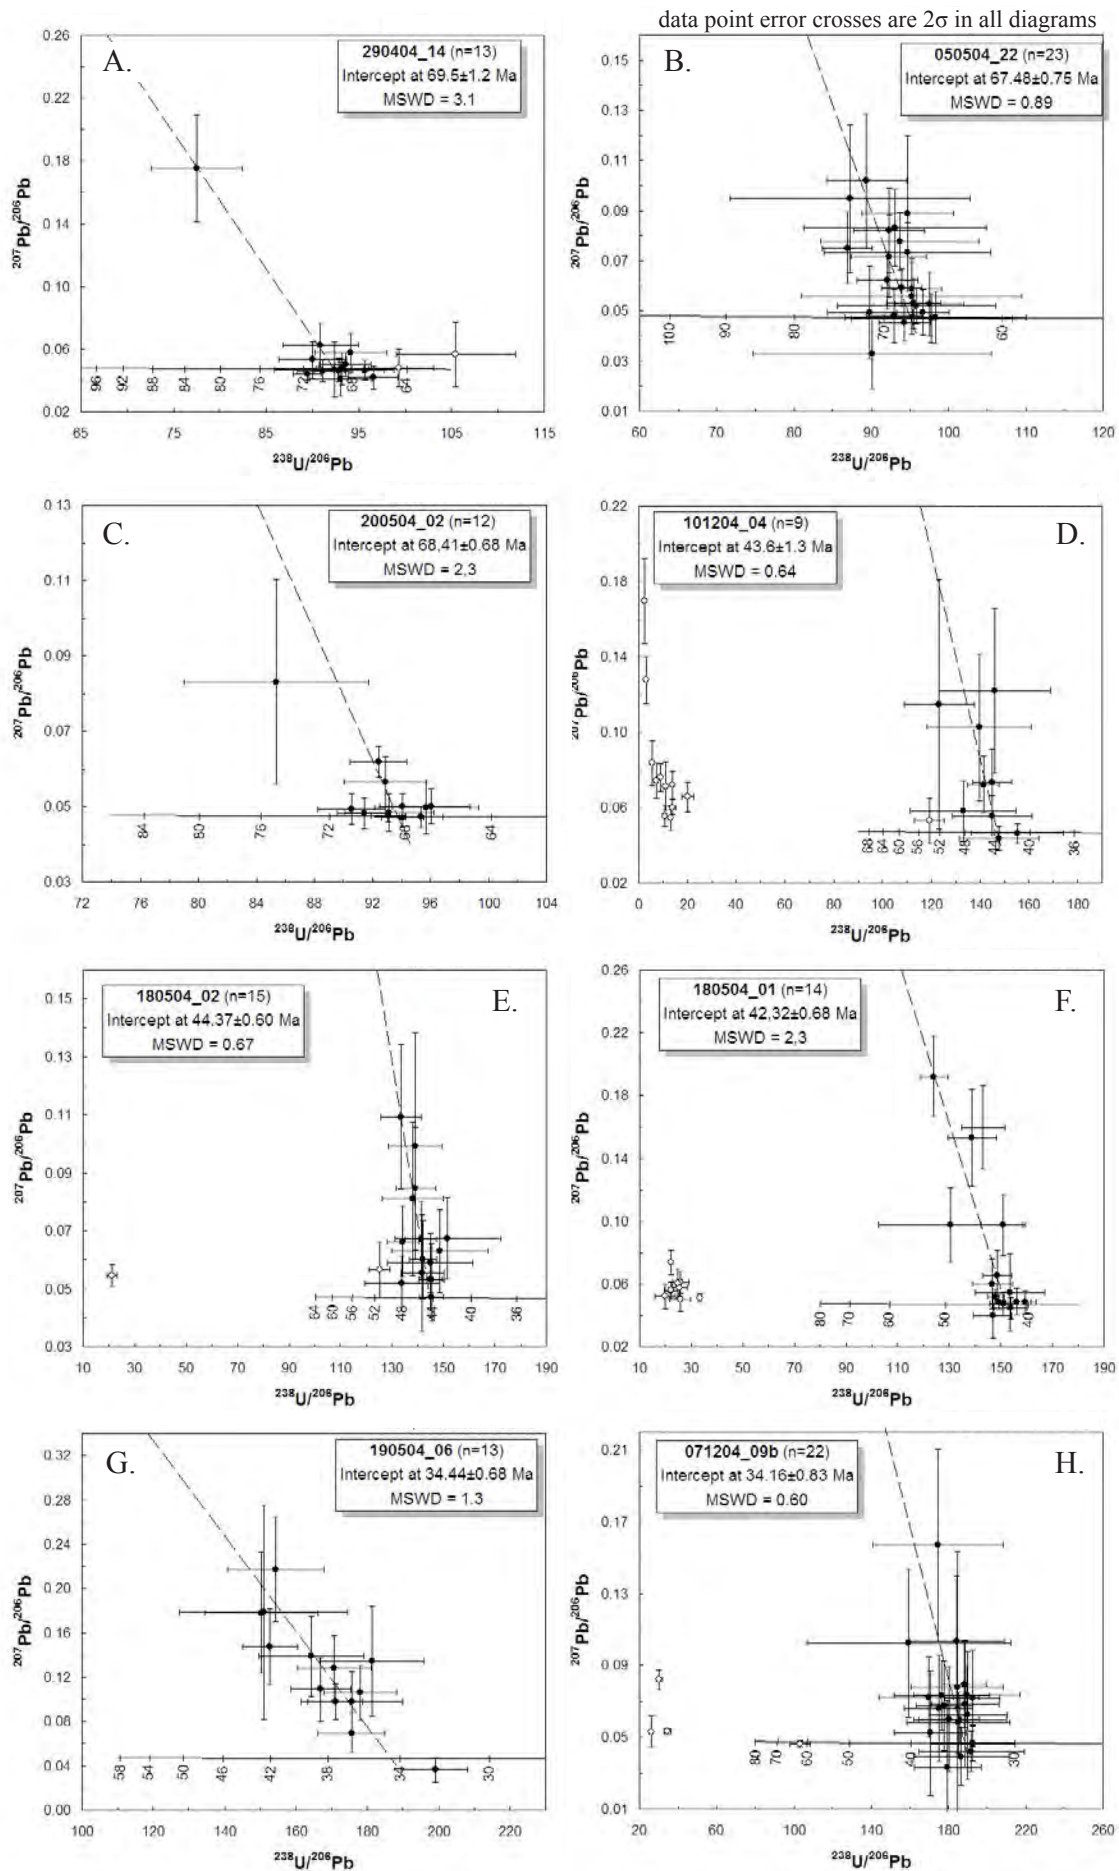 data point error crosses are 2σ in all diagrams
A.
290404_14 (n=13)
Intercept at 69.5±1.2 Ma
MSWD = 3.1
207Pb/206Pb
0.26
0.22
0.18
0.14
0.10
0.06
0.02
96 92 88 84 80 76 72 68 64
65 75 85 95 105 115
238U/206Pb
B.
050504_22 (n=23)
Intercept at 67.48±0.75 Ma
MSWD = 0.89
207Pb/206Pb
0.15
0.13
0.11
0.09
0.07
0.05
0.03
0.01
100 90 80 70 60
60 70 80 90 100 110 120
238U/206Pb
C.
200504_02 (n=12)
Intercept at 68,41±0.68 Ma
MSWD = 2,3
207Pb/206Pb
0.13
0.11
0.09
0.07
0.05
0.03
84 80 76 72 68 64
72 76 80 84 88 92 96 100 104
238U/206Pb
D.
101204_04 (n=9)
Intercept at 43.6±1.3 Ma
MSWD = 0.64
207Pb/206Pb
0.22
0.18
0.14
0.10
0.06
0.02
68 64 60 56 52 48 44 40 36
0 20 40 60 80 100 120 140 160 180
238U/206Pb
E.
180504_02 (n=15)
Intercept at 44.37±0.60 Ma
MSWD = 0.67
207Pb/206Pb
0.15
0.13
0.11
0.09
0.07
0.05
0.03
64 60 56 52 48 44 40 36
10 30 50 70 90 110 130 150 170 190
238U/206Pb
F.
180504_01 (n=14)
Intercept at 42,32±0.68 Ma
MSWD = 2,3
207Pb/206Pb
0.26
0.22
0.18
0.14
0.10
0.06
0.02
80 70 60 50 40
10 30 50 70 90 110 130 150 170 190
238U/206Pb
G.
190504_06 (n=13)
Intercept at 34.44±0.68 Ma
MSWD = 1.3
207Pb/206Pb
0.32
0.28
0.24
0.20
0.16
0.12
0.08
0.04
0.00
58 54 50 46 42 38 34 30
100 120 140 160 180 200 220
238U/206Pb
H.
071204_09b (n=22)
Intercept at 34.16±0.83 Ma
MSWD = 0.60
207Pb/206Pb
0.21
0.17
0.13
0.09
0.05
0.01
80 70 60 50 40 30
20 60 100 140 180 220 260
238U/206Pb